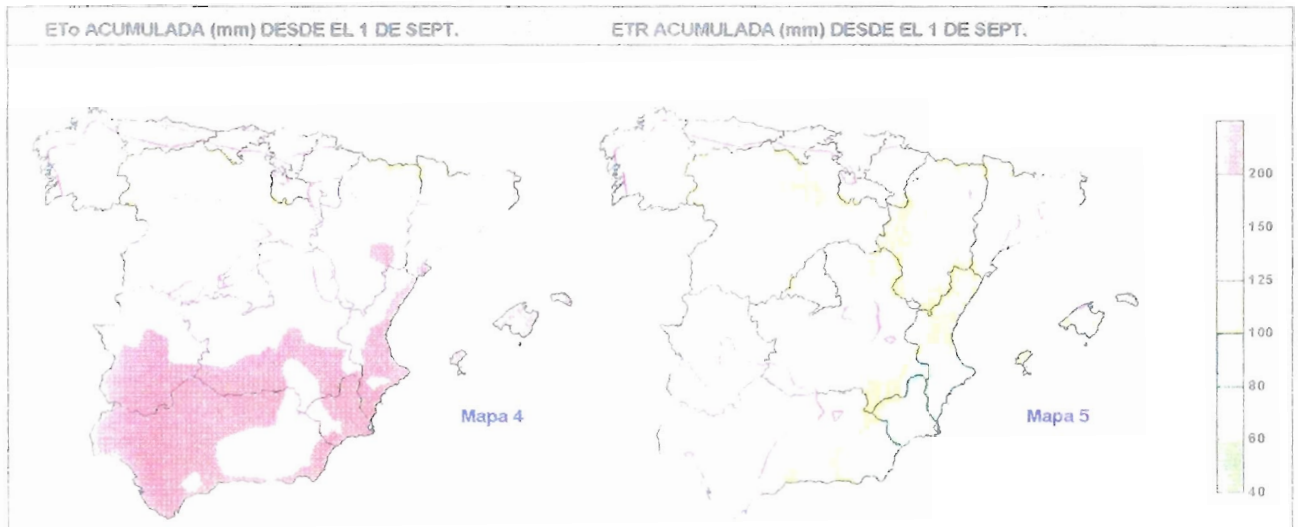 ETo ACUMULADA (mm) DESDE EL 1 DE SEPT.
ETR ACUMULADA (mm) DESDE EL 1 DE SEPT.
200
150
125
100
80
60
40
Mapa 4
Mapa 5